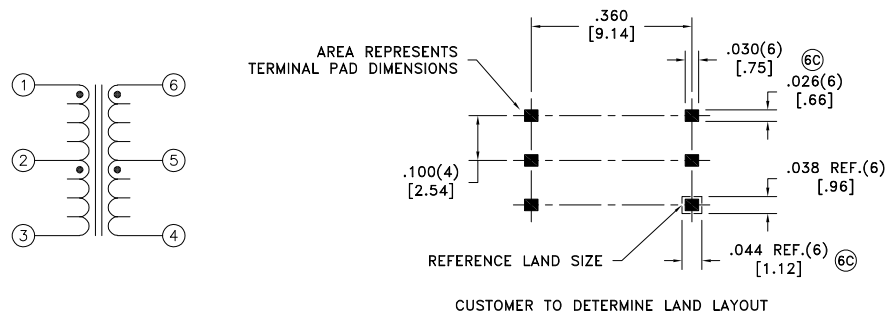 1
6
2
5
3
4
.360
[9.14]
AREA REPRESENTS
TERMINAL PAD DIMENSIONS
.030(6)
[.75]
6C
.026(6)
[.66]
.100(4)
[2.54]
.038 REF.(6)
[.96]
REFERENCE LAND SIZE
.044 REF.(6)
[1.12]
6C
CUSTOMER TO DETERMINE LAND LAYOUT